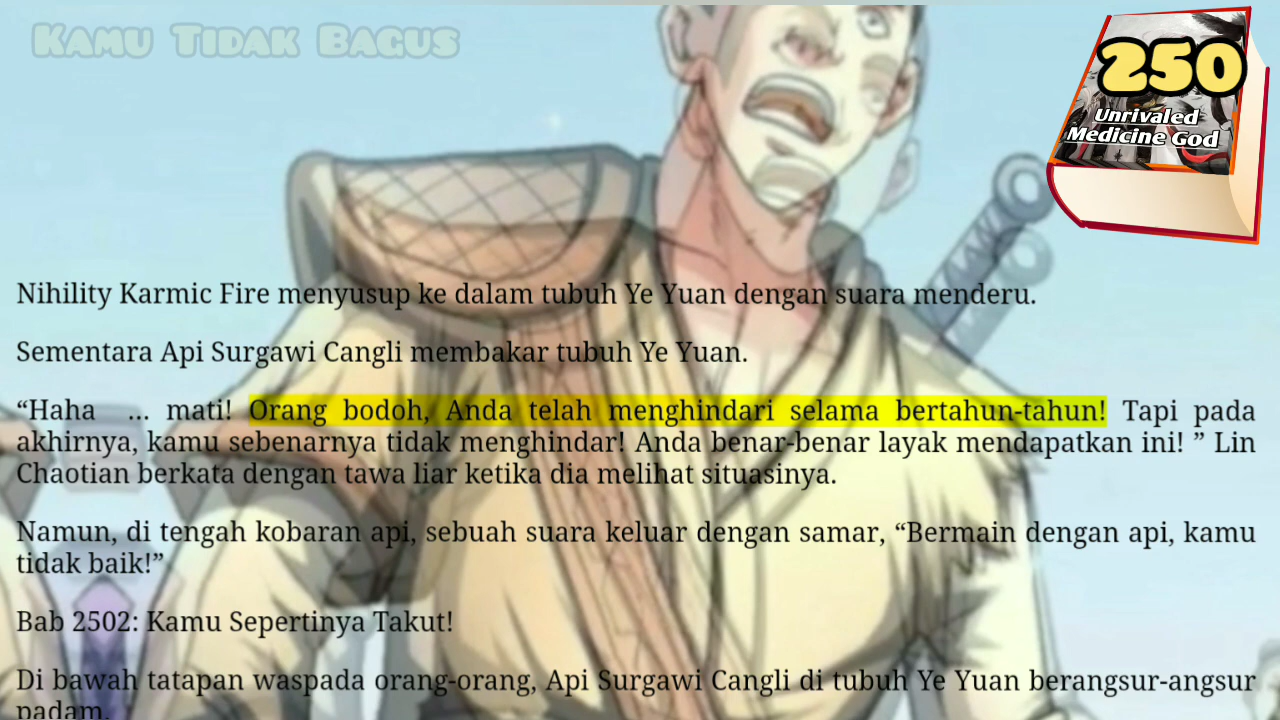 Kamu Tidak Bagus
250
Unrivaled
Medicine God
Nihility Karmic Fire menyusup ke dalam tubuh Ye Yuan dengan suara menderu.
Sementara Api Surgawi Cangli membakar tubuh Ye Yuan.
“Haha … mati! Orang bodoh, Anda telah menghindari selama bertahun-tahun! Tapi pada
akhirnya, kamu sebenarnya tidak menghindar! Anda benar-benar layak mendapatkan ini! ” Lin
Chaotian berkata dengan tawa liar ketika dia melihat situasinya.
Namun, di tengah kobaran api, sebuah suara keluar dengan samar, “Bermain dengan api, kamu
tidak baik!”
Bab 2502: Kamu Sepertinya Takut!
Di bawah tatapan waspada orang-orang, Api Surgawi Cangli di tubuh Ye Yuan berangsur-angsur
padam.